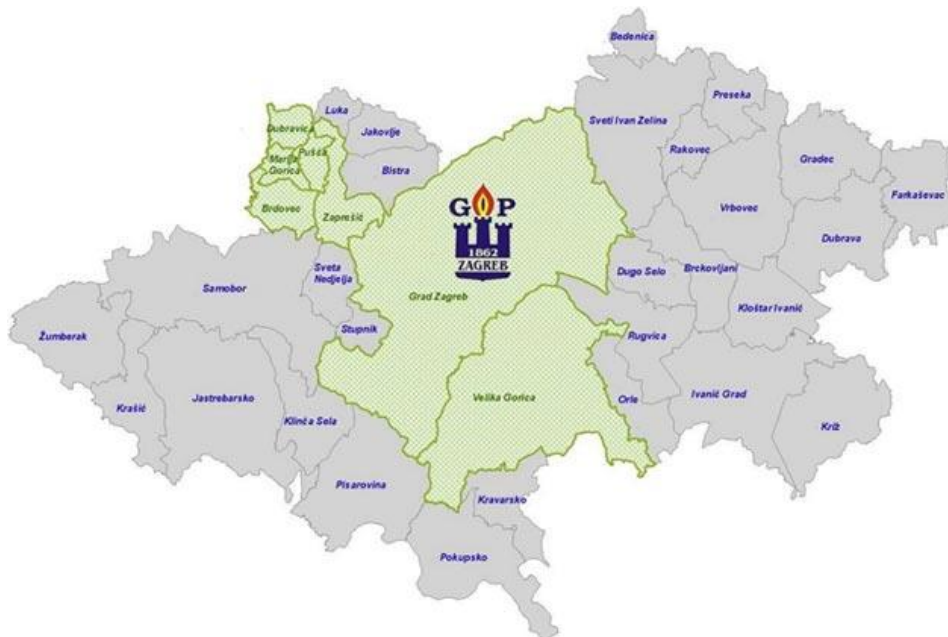 Bedenica
Luka
Jakovlje
Bistra
Dubravica
Pušća
Marija
Gorica
Brdovec
Zaprešić
Sveti Ivan Zelina
Preseka
Rakovec
Gradec
Farkaševac
Vrbovec
Dubrava
G P
1862
ZAGREB
Grad Zagreb
Sveta
Nedjelja
Samobor
Stupnik
Žumberak
Dugo Selo
Brckovljani
Kloštar Ivanić
Rugvica
Krašić
Jastrebarsko
Klinča Sela
Velika Gorica
Orle
Ivanić Grad
Križ
Pisarovina
Kravarsko
Pokupsko